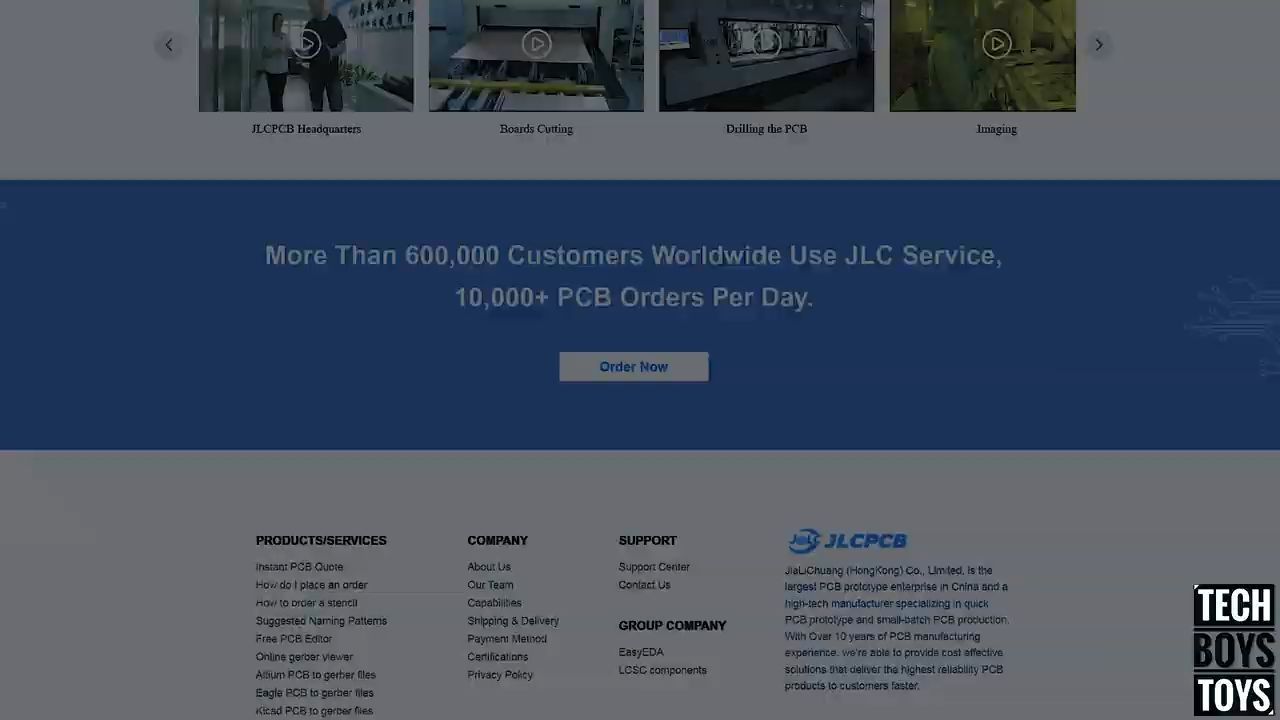 JLCPCB Headquarters
Boards Cutting
Drilling the PCB
Imaging
More Than 600,000 Customers Worldwide Use JLC Service,
10,000+ PCB Orders Per Day.
Order Now
PRODUCTS/SERVICES
Instant PCB Quote
How do I place an order
How to order a stencil
Suggested Naming Patterns
Free PCB Editor
Online gerber viewer
Altium PCB to gerber files
Eagle PCB to gerber files
Kicad PCB to gerber files
COMPANY
About Us
Our Team
Capabilities
Shipping & Delivery
Payment Method
Certifications
Privacy Policy
SUPPORT
Support Center
Contact Us
GROUP COMPANY
EasyEDA
LCSC components
JLCPCB
JiaLiChuang (HongKong) Co., Limited, is the
largest PCB prototype enterprise in China and a
high-tech manufacturer specializing in quick
PCB prototype and small-batch PCB production.
With Over 10 years of PCB manufacturing
experience, we're able to provide cost effective
solutions that deliver the highest reliability PCB
products to customers faster.
TECH
BOYS
TOYS